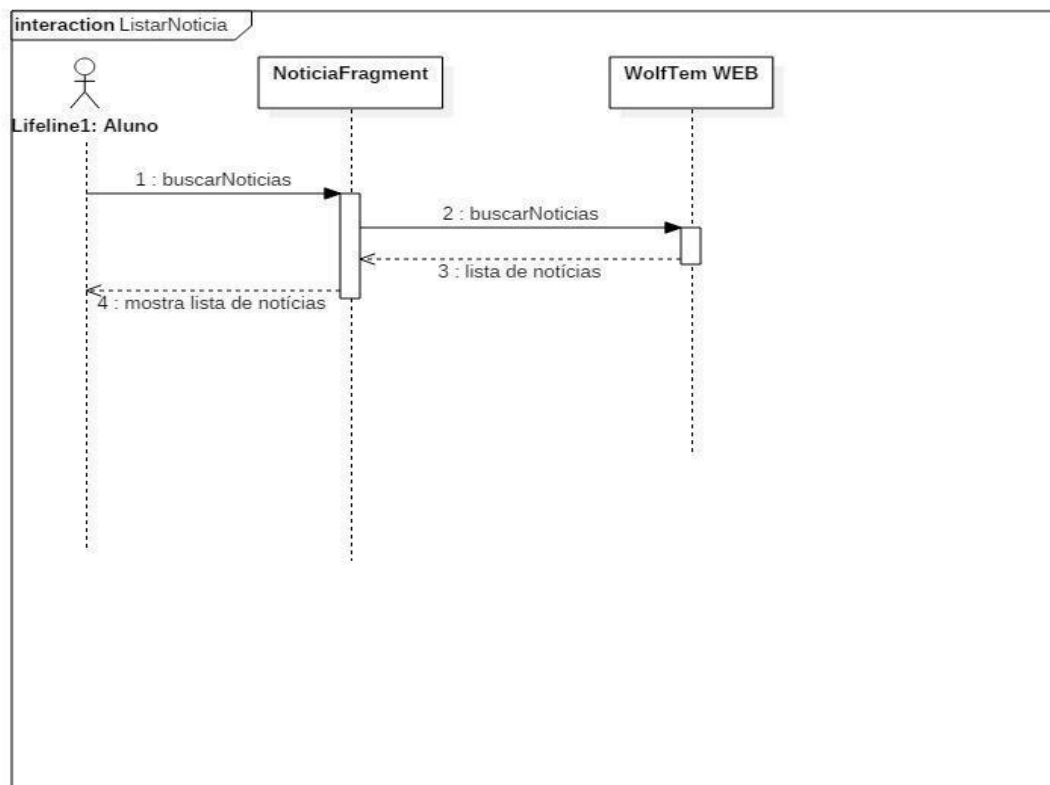 interaction ListarNoticia
NoticiaFragment
WolfTem WEB
Lifeline1: Aluno
1 : buscarNoticias
2 : buscarNoticias
3 : lista de notícias
4 : mostra lista de notícias